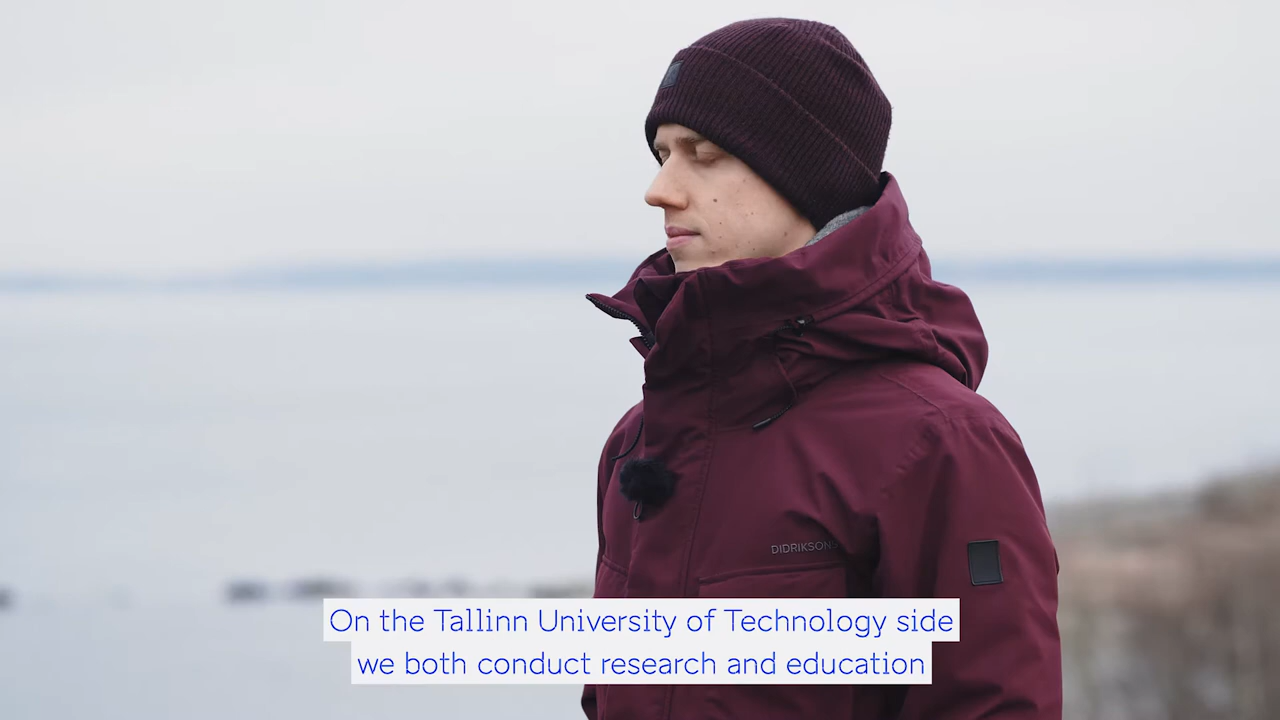 DIDRIKSONS
On the Tallinn University of Technology side
we both conduct research and education